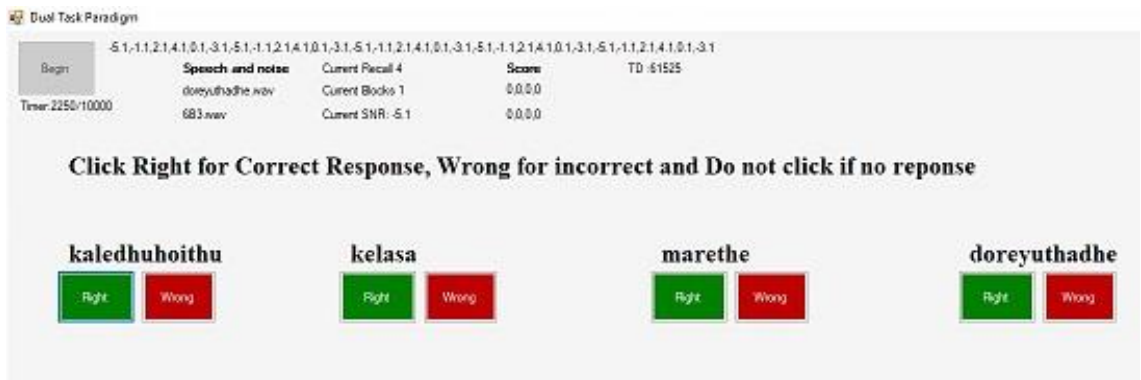 Dual Task Paradigm
-5.1,-1.1,2.1,4.1,0.1,-3.1,-5.1,-1.1,2.1,4.1,0.1,-3.1,-5.1,-1.1,2.1,4.1,0.1,-3.1,-5.1,-1.1,2.1,4.1,0.1,-3.1,-5.1,-1.1,2.1,4.1,0.1,-3.1
Begin Speech and noise Current Recall 4 Score TD :61525
doreyuthadhe.wav Current Blocks 1 0,0,0,0
Timer:2250/10000
683.wav Current SNR: -5.1 0,0,0,0
Click Right for Correct Response, Wrong for incorrect and Do not click if no reponse
kaledhuhoithu kelasa marethe doreyuthadhe
Right Wrong Right Wrong Right Wrong Right Wrong